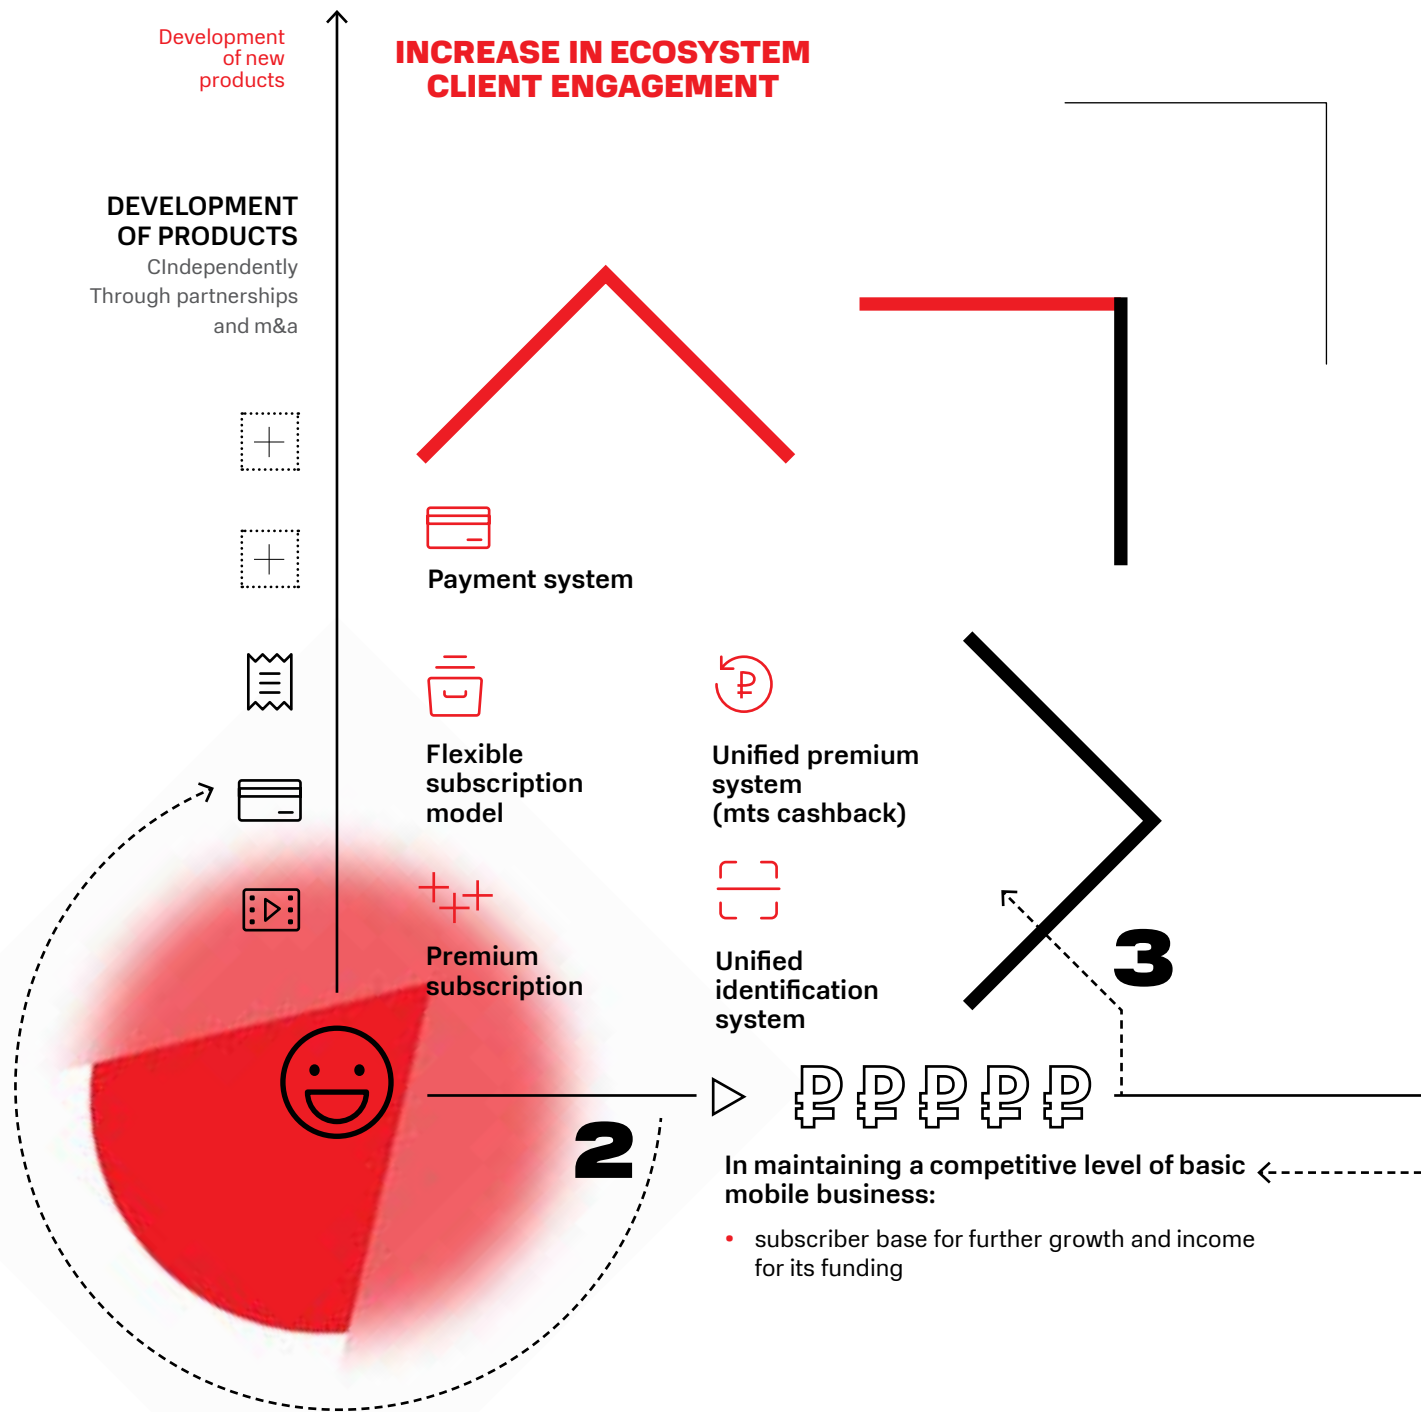 Development
of new
products
INCREASE IN ECOSYSTEM
CLIENT ENGAGEMENT
DEVELOPMENT
OF PRODUCTS
CIndependently
Through partnerships
and m&a
Payment system
Flexible
subscription
model
Unified premium
system
(mts cashback)
Premium
subscription
Unified
identification
system
3
₽ ₽ ₽ ₽ ₽
2
In maintaining a competitive level of basic
mobile business:
• subscriber base for further growth and income
for its funding